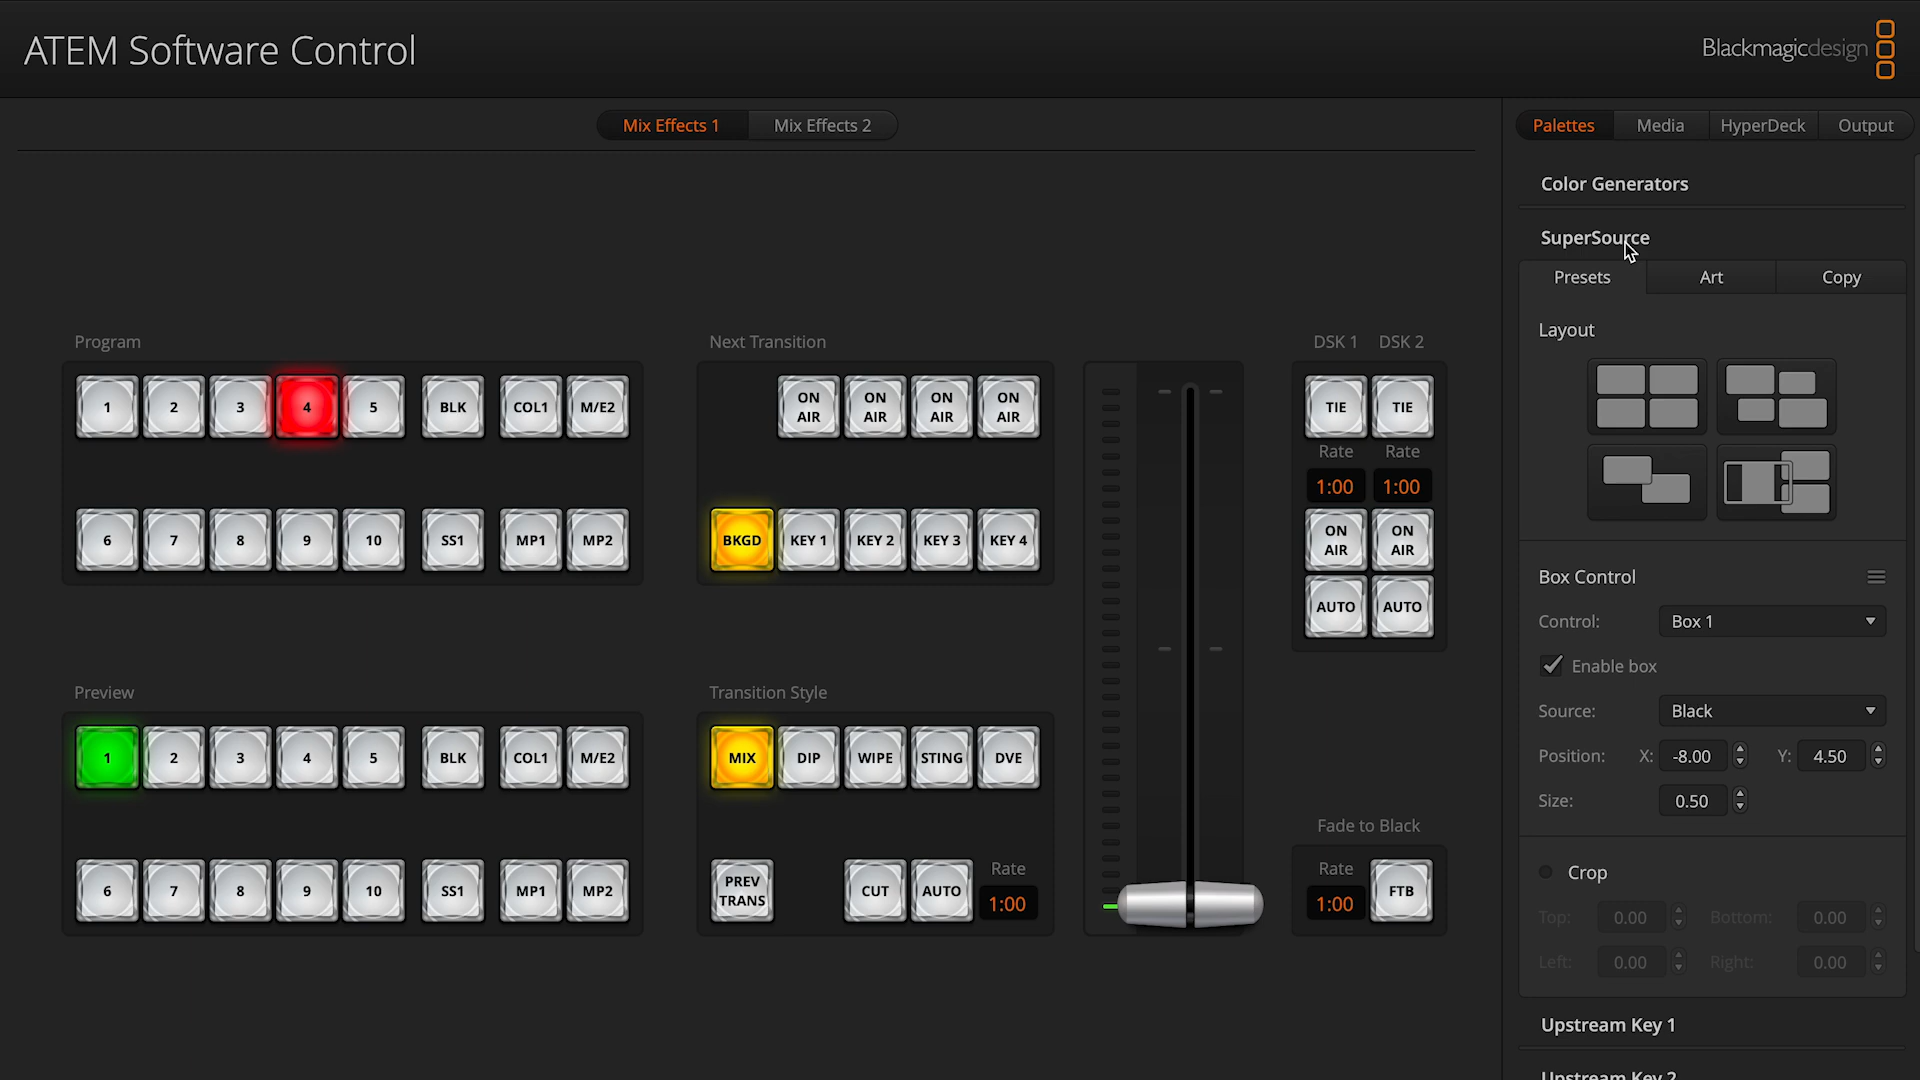 ATEM Software Control
Blackmagicdesign
Mix Effects 1
Mix Effects 2
Palettes
Media
HyperDeck
Output
Color Generators
SuperSource
Presets
Art
Copy
Layout
Program
1
2
3
4
5
BLK
COL1
M/E2
6
7
8
9
10
SS1
MP1
MP2
Next Transition
ON
AIR
ON
AIR
ON
AIR
ON
AIR
BKGD
KEY 1
KEY 2
KEY 3
KEY 4
DSK 1
DSK 2
TIE
TIE
Rate
Rate
1:00
1:00
ON
AIR
ON
AIR
AUTO
AUTO
Box Control
Control:
Box 1
Enable box
Source:
Black
Position:
X:
-8.00
Y:
4.50
Size:
0.50
Preview
1
2
3
4
5
BLK
COL1
M/E2
6
7
8
9
10
SS1
MP1
MP2
Transition Style
MIX
DIP
WIPE
STING
DVE
PREV
TRANS
CUT
AUTO
Rate
1:00
Fade to Black
Rate
1:00
FTB
Crop
Top:
0.00
Bottom:
0.00
Left:
0.00
Right:
0.00
Upstream Key 1
Upstream Key 2